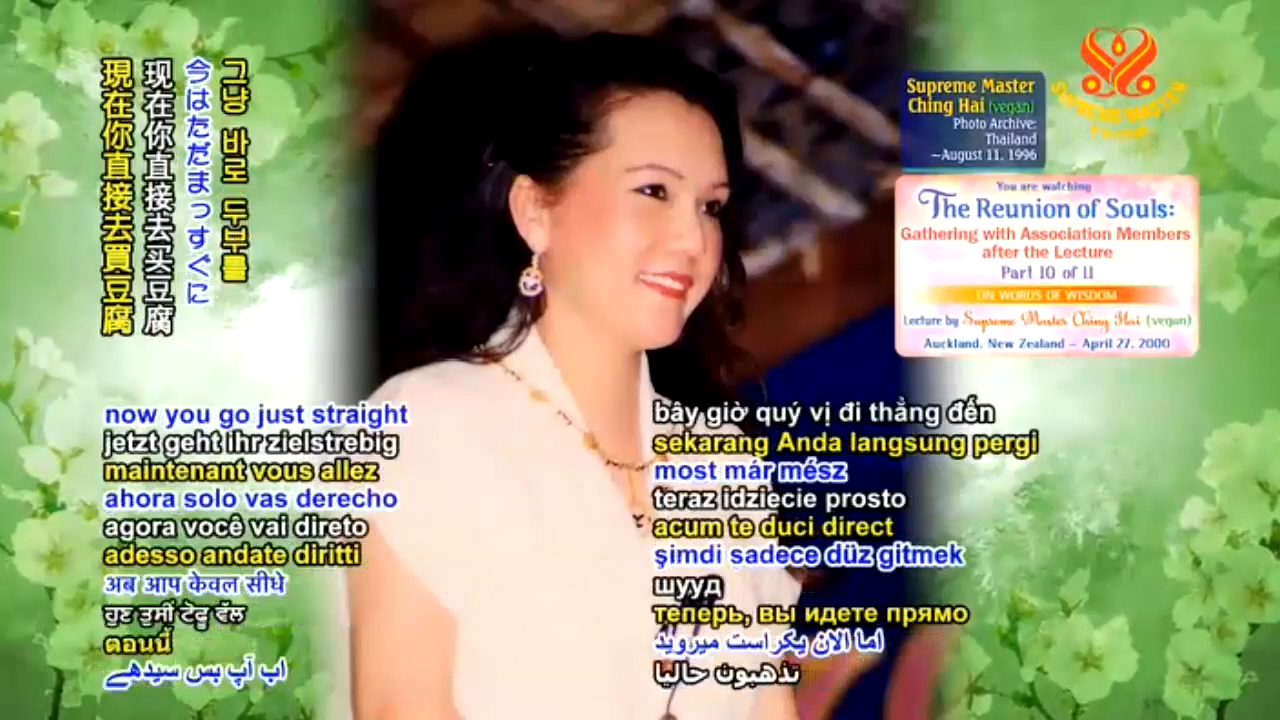 現在你直接去買豆腐
现在你直接去买豆腐
今はただまっすぐに
그냥 바로 두부를
Supreme Master
Ching Hai (vegan)
Photo Archive:
Thailand
~August 11, 1996
SUPREME MASTER
You are watching
The Reunion of Souls:
Gathering with Association Members
after the Lecture
Part 10 of 11
ON WORDS OF WISDOM
Lecture by Supreme Master Ching Hai (vegan)
Auckland, New Zealand – April 27, 2000
now you go just straight
jetzt geht ihr zielstrebig
maintenant vous allez
ahora solo vas derecho
agora você vai direto
adesso andate diritti
अब आप केवल सीधे
ਹੁਣ ਤੁਸੀਂ ਟੋਫੂ ਵੱਲ
ตอนนี้
اب آپ بس سیدھے
bây giờ quý vị đi thẳng đến
sekarang Anda langsung pergi
most már mész
teraz idziecie prosto
acum te duci direct
şimdi sadece düz gitmek
шууд
теперь, вы идете прямо
اما الان یکراست میروید
تذهبون حاليا